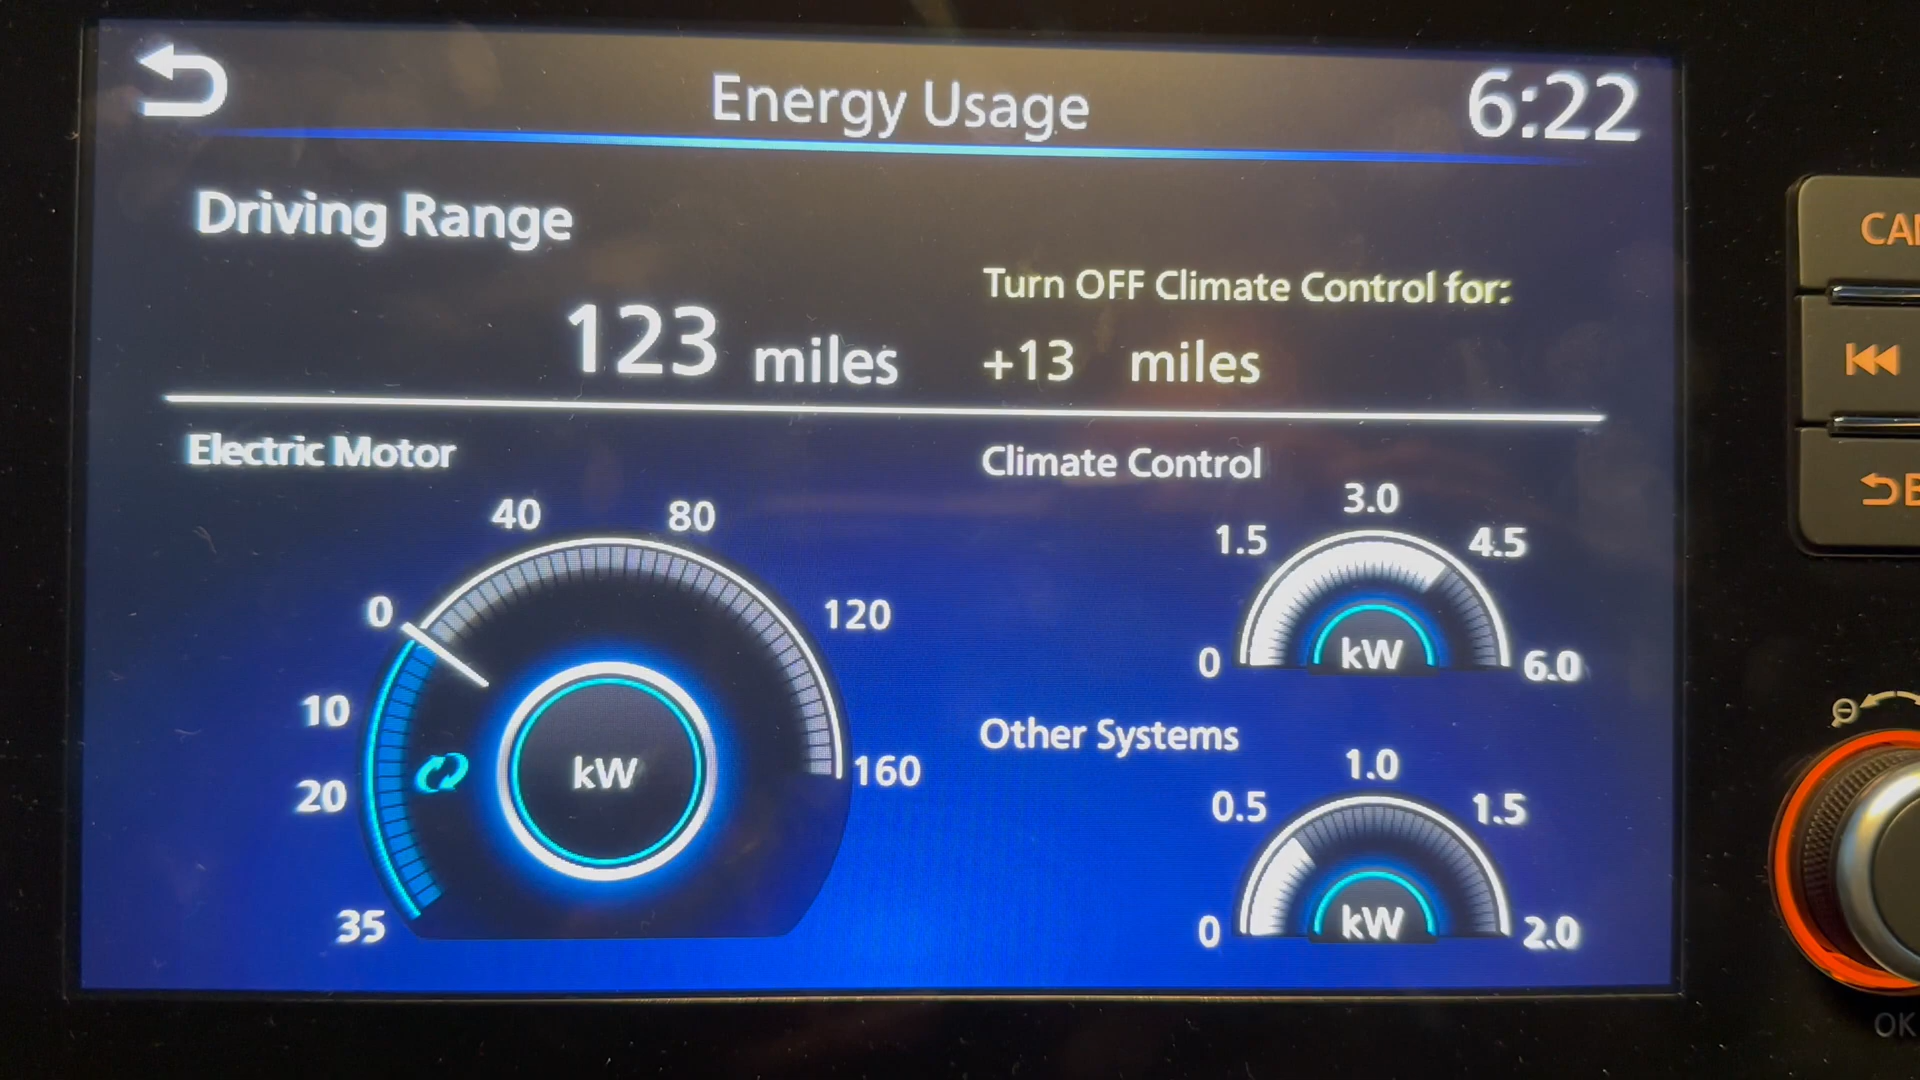 Energy Usage
6:22
Driving Range
123 miles
Turn OFF Climate Control for:
+13 miles
Electric Motor
0
40
80
120
160
10
20
35
kW
Climate Control
0
1.5
3.0
4.5
6.0
kW
Other Systems
0
0.5
1.0
1.5
2.0
kW
OK